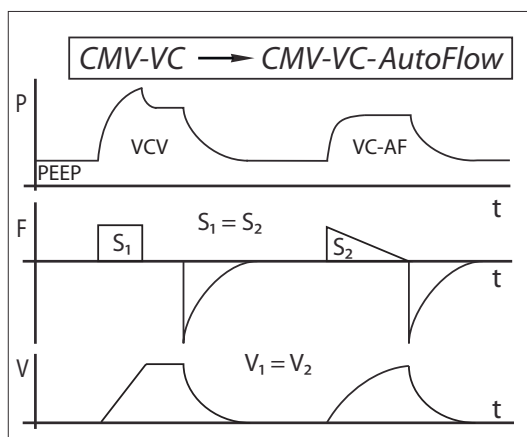 CMV-VC → CMV-VC-AutoFlow
P
VCV
VC-AF
PEEP
t
F
S₁ = S₂
S₁
S₂
t
V
V₁ = V₂
t